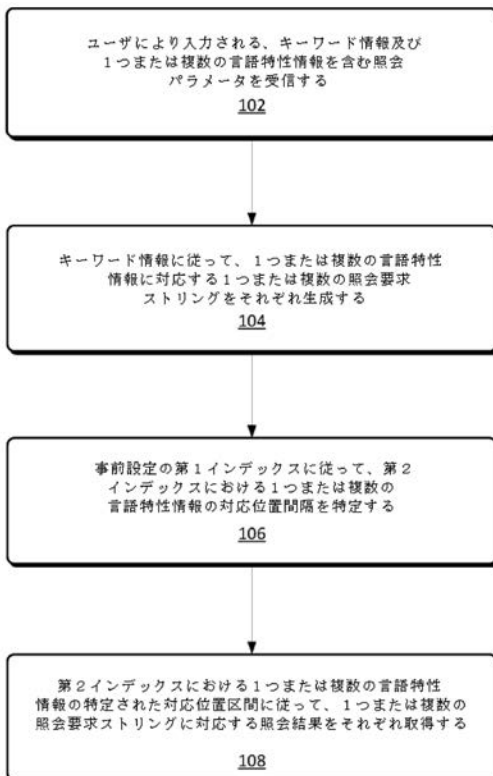 ユーザにより入力される、キーワード情報及び
１つまたは複数の言語特性情報を含む照会
パラメータを受信する
102
キーワード情報に従って、１つまたは複数の言語特性
情報に対応する１つまたは複数の照会要求
ストリングをそれぞれ生成する
104
事前設定の第１インデックスに従って、第２
インデックスにおける１つまたは複数の
言語特性情報の対応位置間隔を特定する
106
第２インデックスにおける１つまたは複数の言語特性
情報の特定された対応位置区間に従って、１つまたは複数の
照会要求ストリングに対応する照会結果をそれぞれ取得する
108